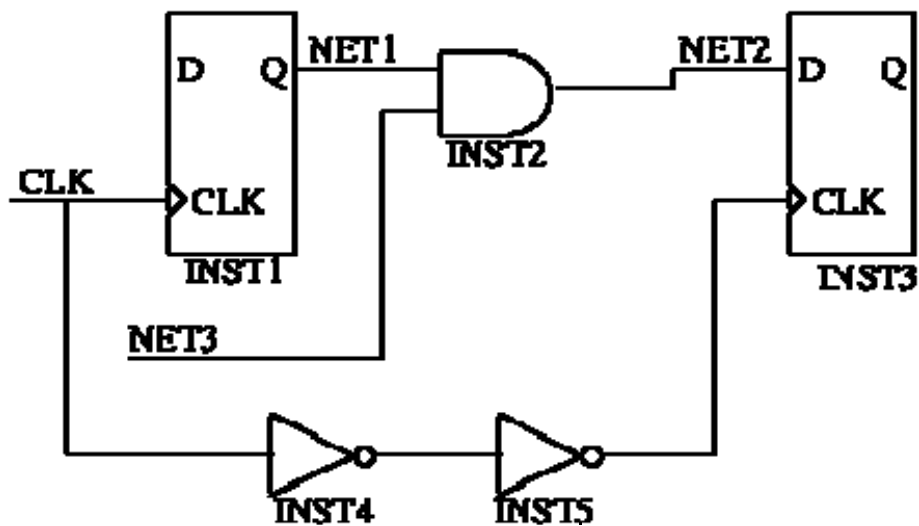 NET1
NET2
D Q
D Q
INST2
CLK
CLK
CLK
INST1
INST3
NET3
INST4
INST5